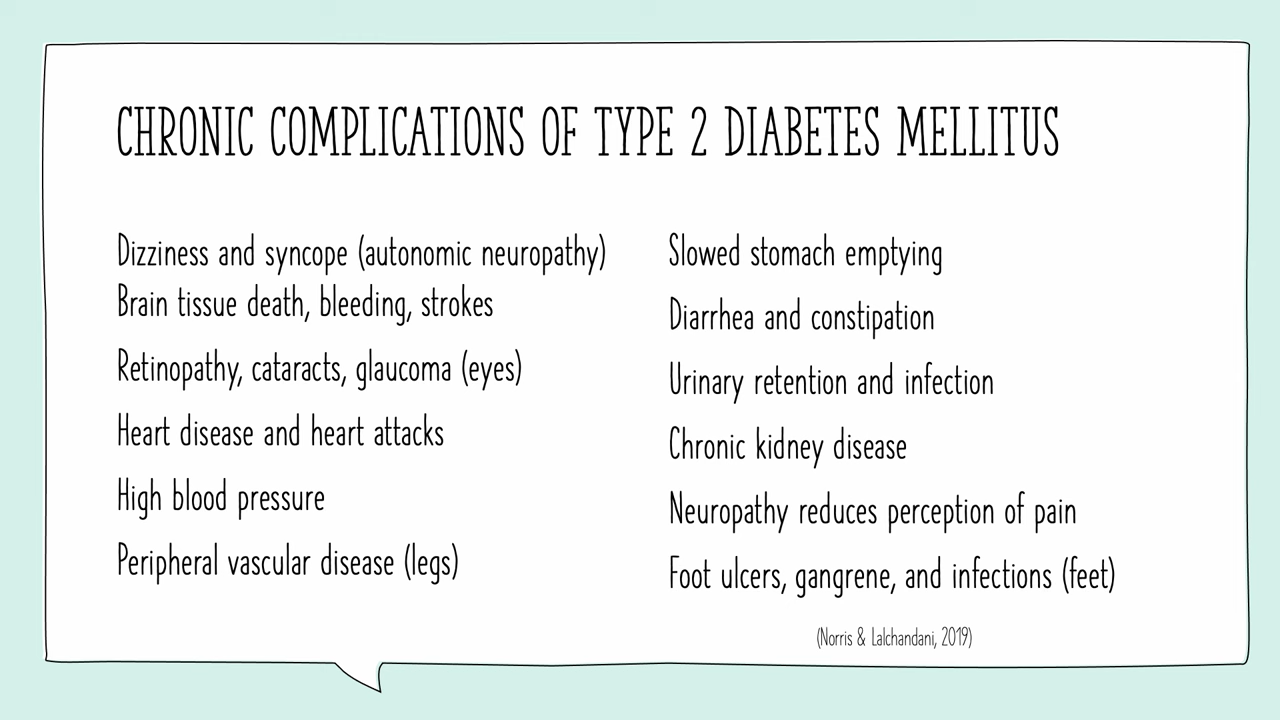 CHRONIC COMPLICATIONS OF TYPE 2 DIABETES MELLITUS
Dizziness and syncope (autonomic neuropathy)
Brain tissue death, bleeding, strokes
Retinopathy, cataracts, glaucoma (eyes)
Heart disease and heart attacks
High blood pressure
Peripheral vascular disease (legs)
Slowed stomach emptying
Diarrhea and constipation
Urinary retention and infection
Chronic kidney disease
Neuropathy reduces perception of pain
Foot ulcers, gangrene, and infections (feet)
(Norris & Lalchandani, 2019)